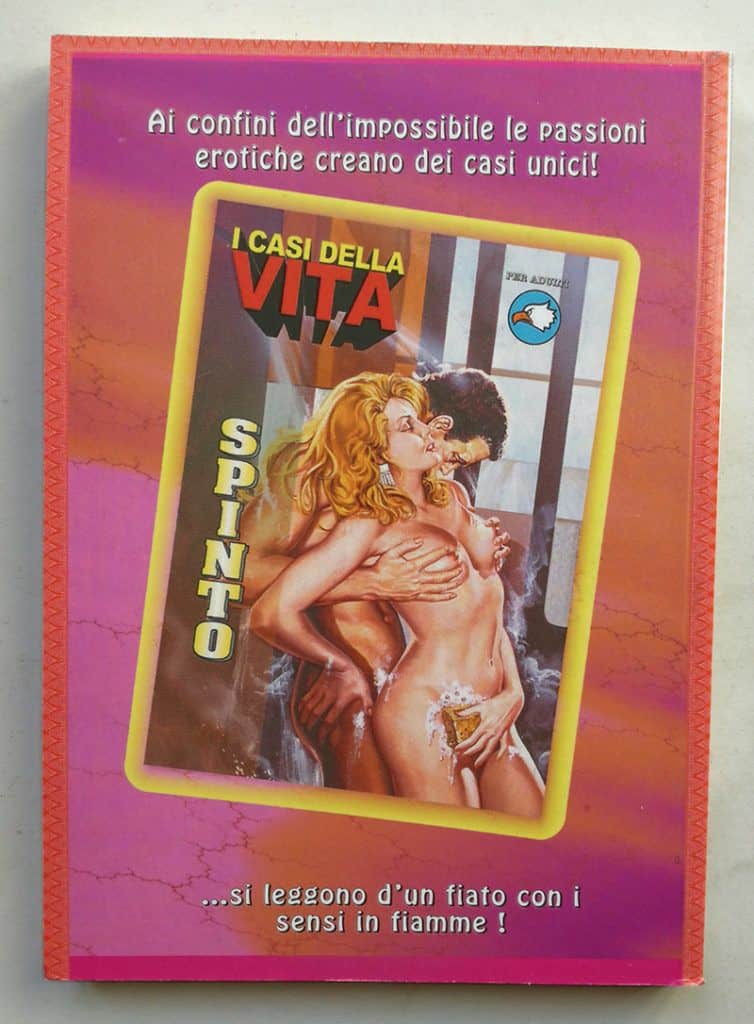 Ai confini dell'impossibile le passioni
erotiche creano dei casi unici!
I CASI DELLA
VITA
PER ADULTI
SPINTO
...si leggono d'un fiato con i
sensi in fiamme !